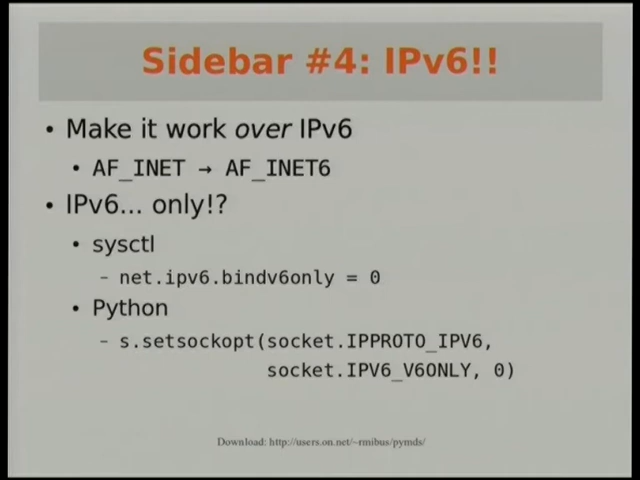 Sidebar #4: IPv6!!
• Make it work over IPv6
• AF_INET → AF_INET6
• IPv6... only!?
• sysctl
– net.ipv6.bindv6only = 0
• Python
– s.setsockopt(socket.IPPROTO_IPV6,
socket.IPV6_V6ONLY, 0)
Download: http://users.on.net/~rmibus/pymds/